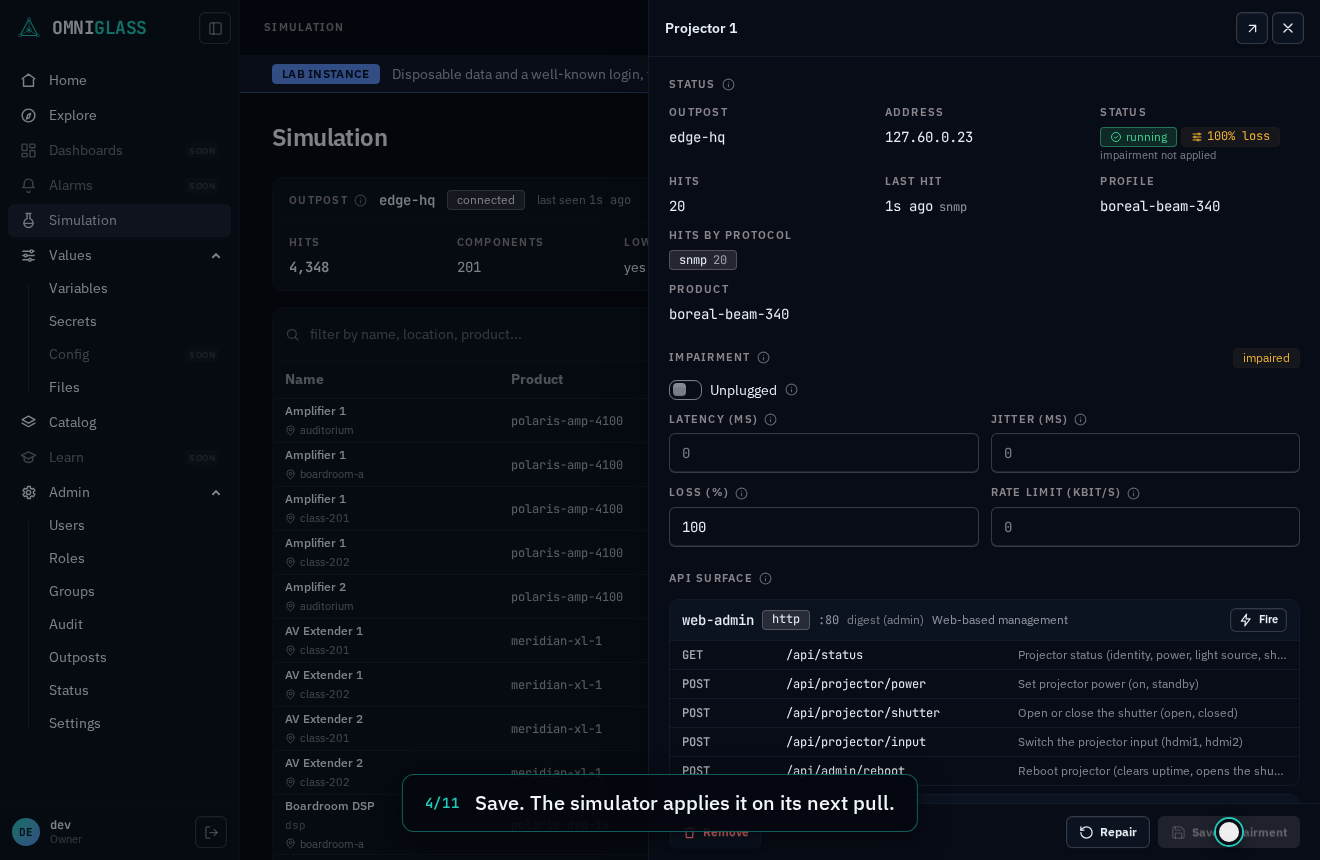 OMNIGLASS
Home
Explore
Dashboards SOON
Alarms SOON
Simulation
Values
Variables
Secrets
Config SOON
Files
Catalog
Learn SOON
Admin
Users
Roles
Groups
Audit
Outposts
Status
Settings
DE dev
Owner
SIMULATION
LAB INSTANCE Disposable data and a well-known login,
Simulation
OUTPOST edge-hq connected last seen 1s ago
HITS COMPONENTS LOW
4,348 201 yes
filter by name, location, product...
Name Product
Amplifier 1
auditorium
polaris-amp-4100
Amplifier 1
boardroom-a
polaris-amp-4100
Amplifier 1
class-201
polaris-amp-4100
Amplifier 1
class-202
polaris-amp-4100
Amplifier 2
auditorium
polaris-amp-4100
AV Extender 1
class-201
meridian-xl-1
AV Extender 1
class-202
meridian-xl-1
AV Extender 2
class-201
meridian-xl-1
AV Extender 2
class-202
meridian-xl-1
Boardroom DSP
dsp
boardroom-a
Projector 1
STATUS
OUTPOST ADDRESS STATUS
edge-hq 127.60.0.23 running 100% loss
impairment not applied
HITS LAST HIT PROFILE
20 1s ago snmp boreal-beam-340
HITS BY PROTOCOL
snmp 20
PRODUCT
boreal-beam-340
IMPAIRMENT impaired
Unplugged
LATENCY (MS) JITTER (MS)
0 0
LOSS (%) RATE LIMIT (KBIT/S)
100 0
API SURFACE
web-admin http :80 digest (admin) Web-based management Fire
GET /api/status Projector status (identity, power, light source, sh...
POST /api/projector/power Set projector power (on, standby)
POST /api/projector/shutter Open or close the shutter (open, closed)
POST /api/projector/input Switch the projector input (hdmi1, hdmi2)
POST /api/admin/reboot Reboot projector (clears uptime, opens the shu...
4/11 Save. The simulator applies it on its next pull.
Remove Repair